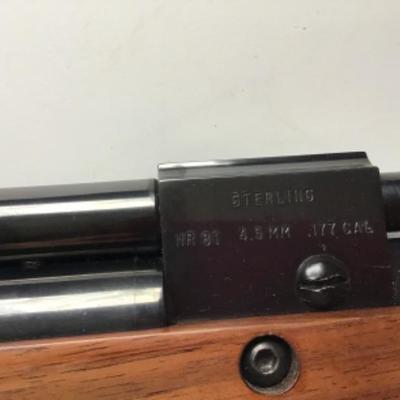 STERLING
HR 81 4.5 MM .177 CAL